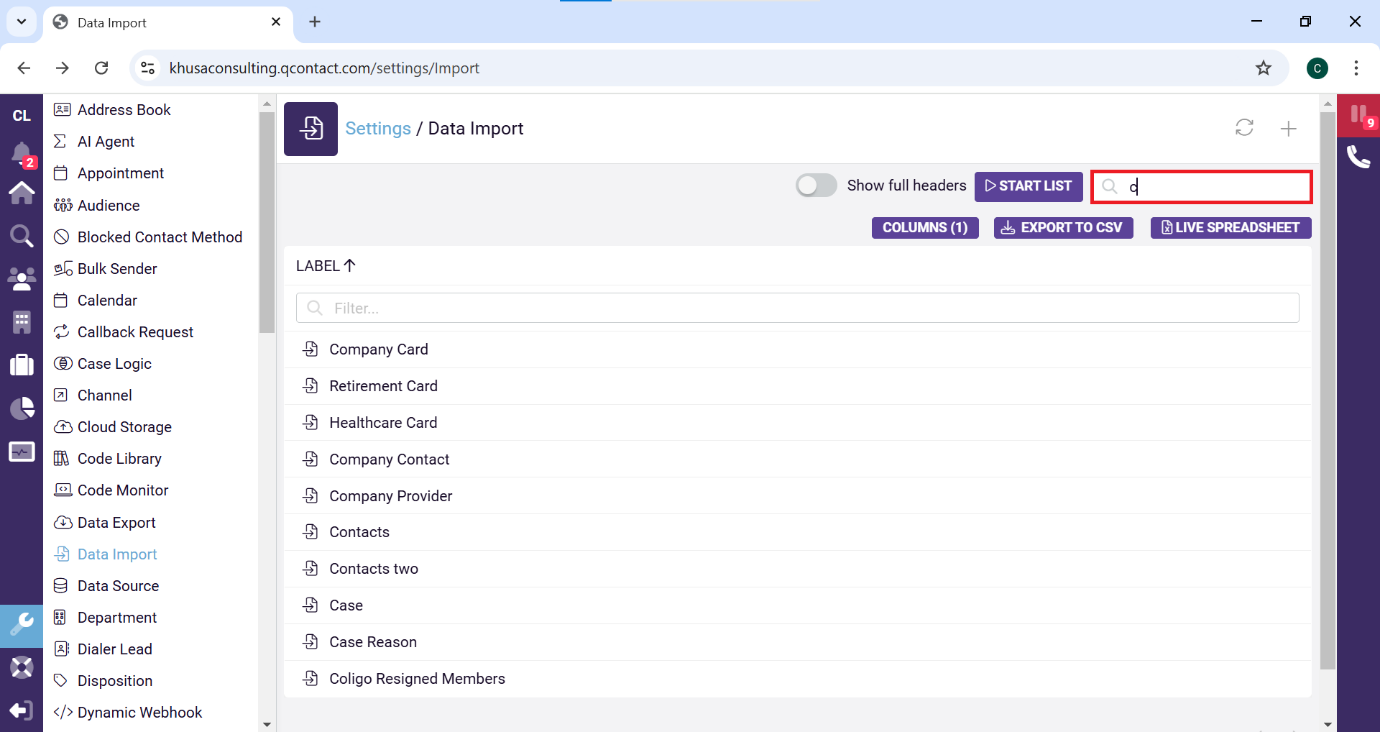 Data Import
khusaconsulting.qcontact.com/settings/Import
C
CL
2
Address Book
AI Agent
Appointment
Audience
Blocked Contact Method
Bulk Sender
Calendar
Callback Request
Case Logic
Channel
Cloud Storage
Code Library
Code Monitor
Data Export
Data Import
Data Source
Department
Dialer Lead
Disposition
Dynamic Webhook
Settings / Data Import
Show full headers
START LIST
c
COLUMNS (1)
EXPORT TO CSV
LIVE SPREADSHEET
LABEL
Filter...
Company Card
Retirement Card
Healthcare Card
Company Contact
Company Provider
Contacts
Contacts two
Case
Case Reason
Coligo Resigned Members
9